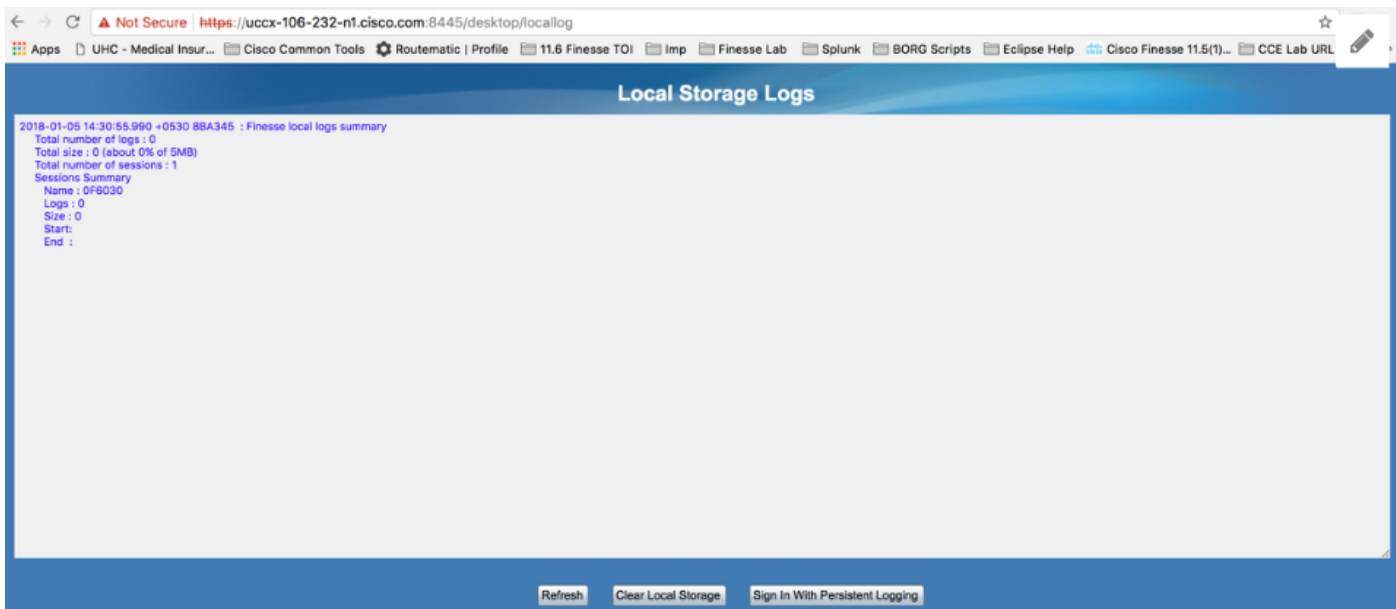 Not Secure https://uccx-106-232-n1.cisco.com:8445/desktop/locallog
Apps UHC - Medical Insur... Cisco Common Tools Routematic | Profile 11.6 Finesse TOI Imp Finesse Lab Splunk BORG Scripts Eclipse Help Cisco Finesse 11.5(1)... CCE Lab URL
Local Storage Logs
2018-01-05 14:30:55.990 +0530 8BA345 : Finesse local logs summary
Total number of logs : 0
Total size : 0 (about 0% of 5MB)
Total number of sessions : 1
Sessions Summary
Name : 0F6030
Logs : 0
Size : 0
Start:
End :
Refresh Clear Local Storage Sign In With Persistent Logging